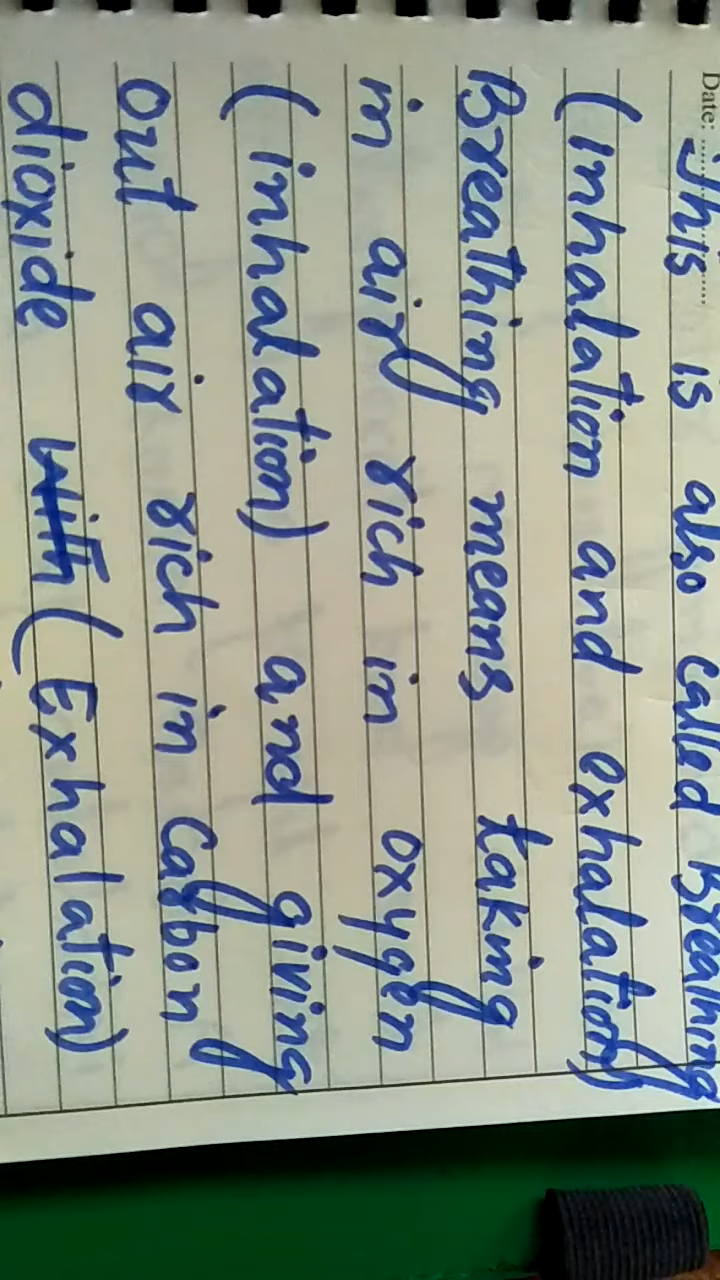 Date:
This is also called Breathing
(inhalation and exhalation)
Breathing means taking
in air rich in oxygen
(inhalation) and giving
out air rich in Carbon
dioxide with (Exhalation)